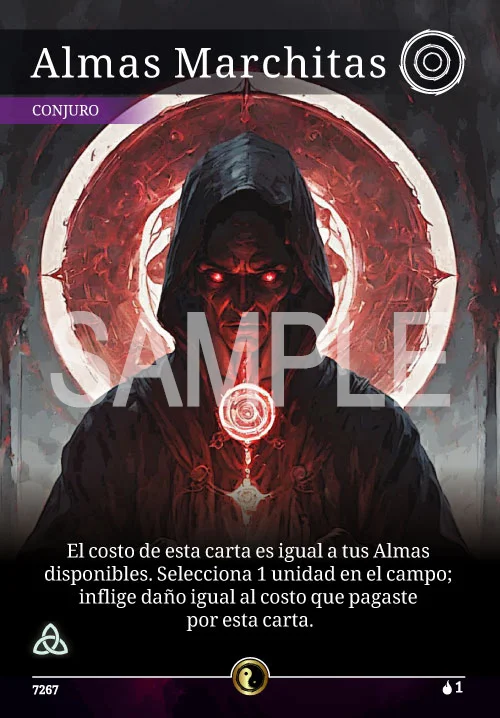 Almas Marchitas
CONJURO
SAMPLE
El costo de esta carta es igual a tus Almas
disponibles. Selecciona 1 unidad en el campo;
inflige daño igual al costo que pagaste
por esta carta.
7267
1